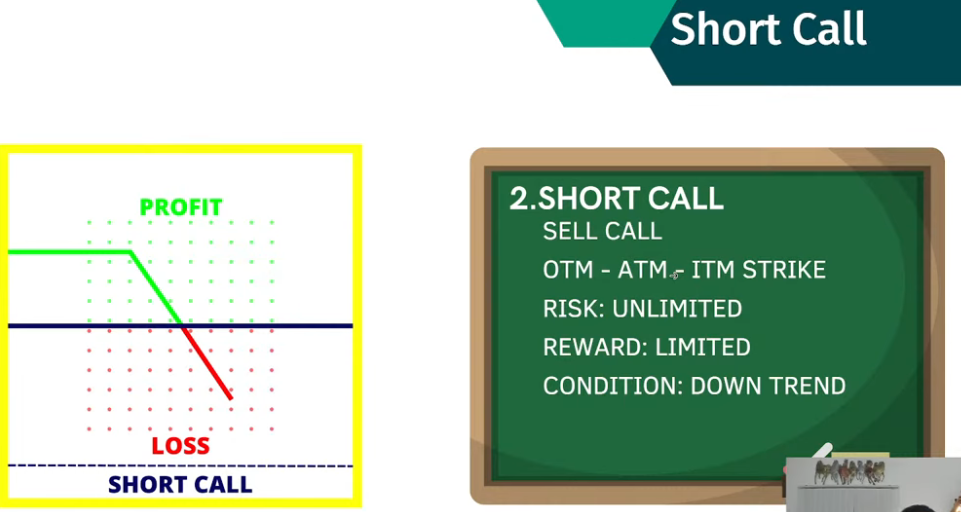 Short Call
PROFIT
LOSS
SHORT CALL
2.SHORT CALL
SELL CALL
OTM - ATM - ITM STRIKE
RISK: UNLIMITED
REWARD: LIMITED
CONDITION: DOWN TREND